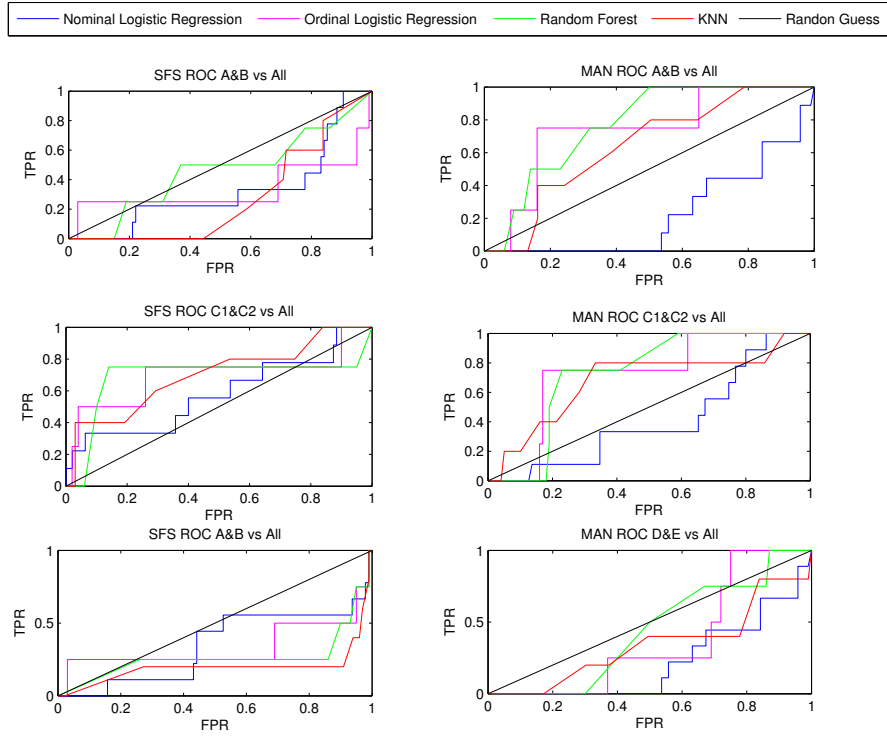 Nominal Logistic Regression Ordinal Logistic Regression Random Forest KNN Randon Guess
SFS ROC A&B vs All
TPR
1
0.8
0.6
0.4
0.2
0
0 0.2 0.4 0.6 0.8 1
FPR
MAN ROC A&B vs All
TPR
1
0.8
0.6
0.4
0.2
0
0 0.2 0.4 0.6 0.8 1
FPR
SFS ROC C1&C2 vs All
TPR
1
0.8
0.6
0.4
0.2
0
0 0.2 0.4 0.6 0.8 1
FPR
MAN ROC C1&C2 vs All
TPR
1
0.8
0.6
0.4
0.2
0
0 0.2 0.4 0.6 0.8 1
FPR
SFS ROC A&B vs All
TPR
1
0.5
0
0 0.2 0.4 0.6 0.8 1
FPR
MAN ROC D&E vs All
TPR
1
0.5
0
0 0.2 0.4 0.6 0.8 1
FPR